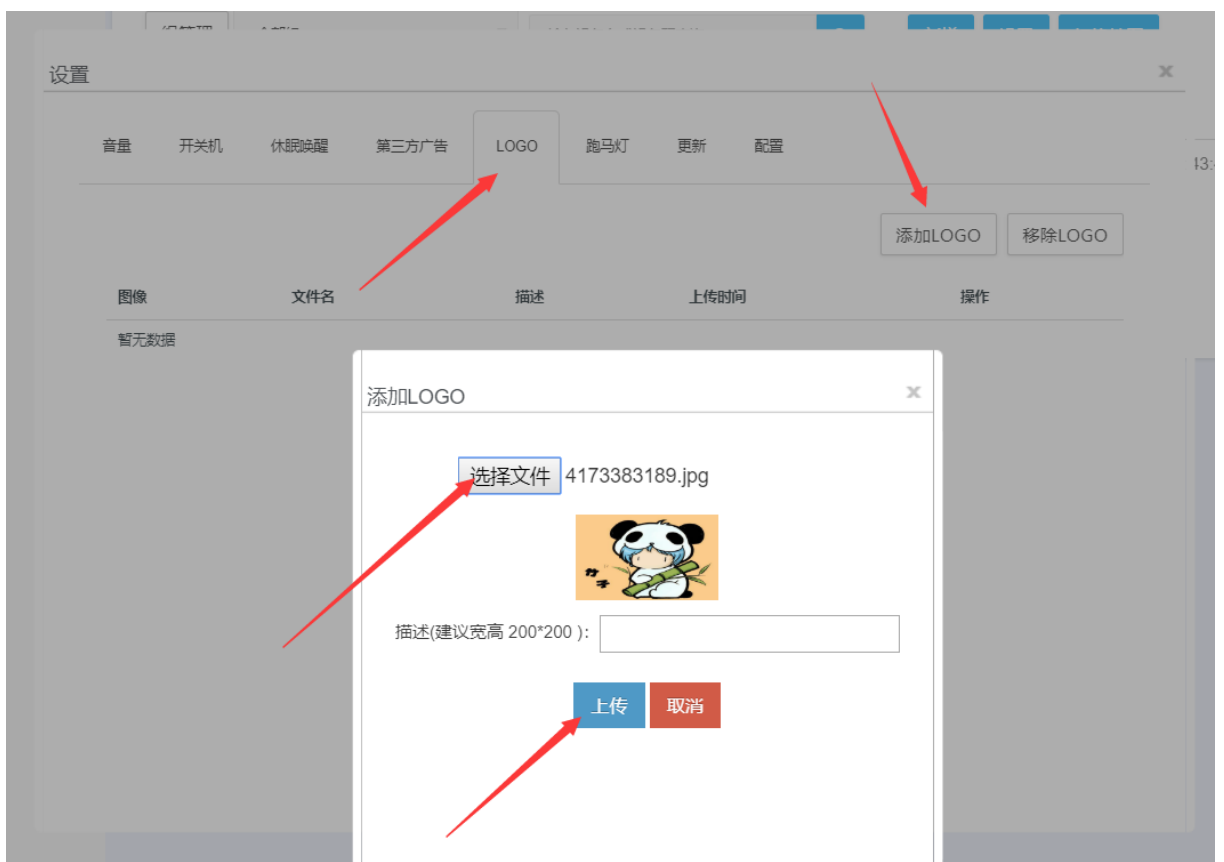 设置
音量 开关机 休眠唤醒 第三方广告 LOGO 跑马灯 更新 配置
添加LOGO 移除LOGO
图像 文件名 描述 上传时间 操作
暂无数据
添加LOGO
选择文件 4173383189.jpg
竹子
描述(建议宽高 200*200 ):
上传 取消